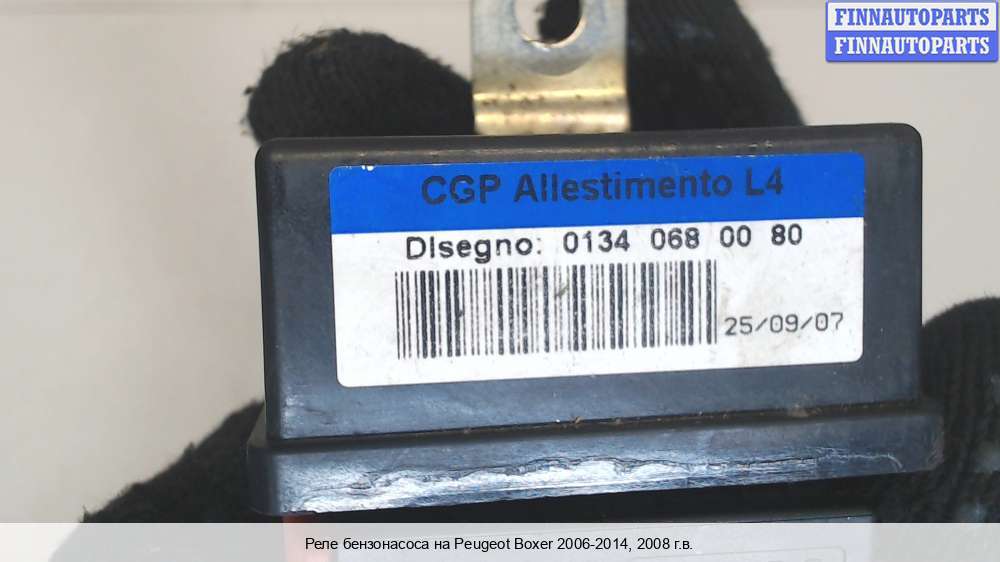 FINNAUTOPARTS
FINNAUTOPARTS
CGP Allestimento L4
Disegno: 0134 068 00 80
25/09/07
Реле бензонасоса на Peugeot Boxer 2006-2014, 2008 г.в.